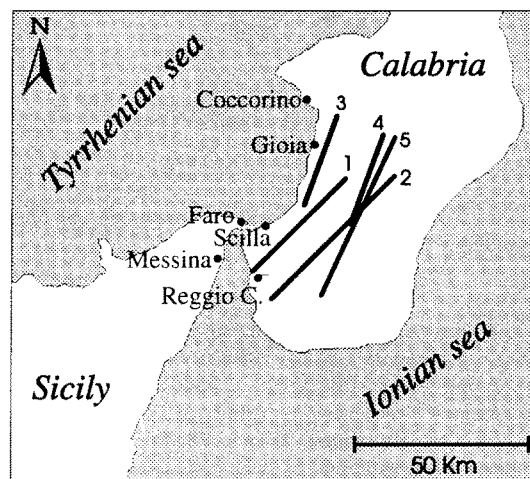 N
Calabria
Tyrrhenian sea
Coccorino
3
4
Gioia
5
1
2
Faro
Scilla
Messina
Reggio C.
Sicily
Ionian sea
50 Km